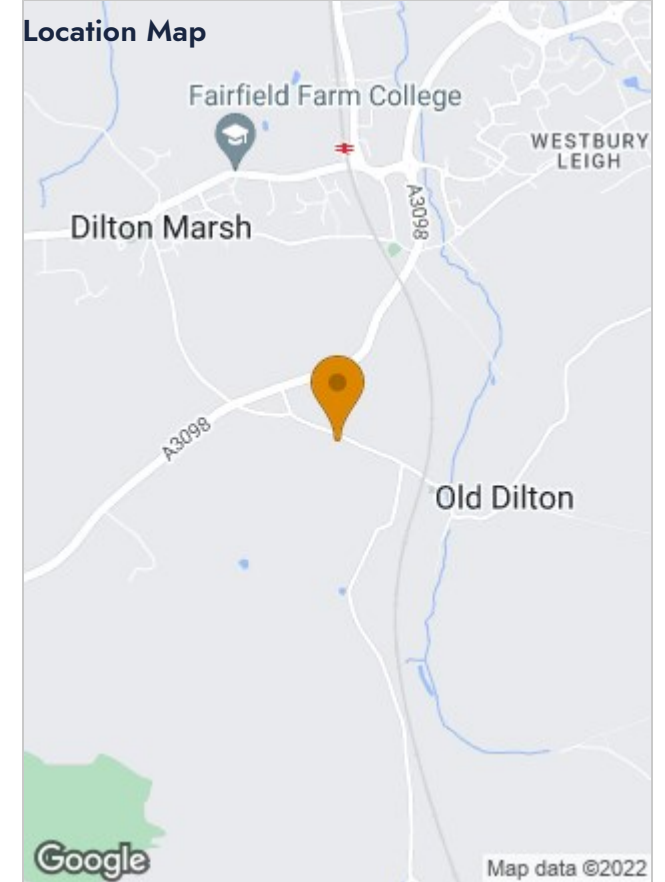 Location Map
Fairfield Farm College
WESTBURY
LEIGH
A3098
Dilton Marsh
A3098
Old Dilton
Google
Map data ©2022